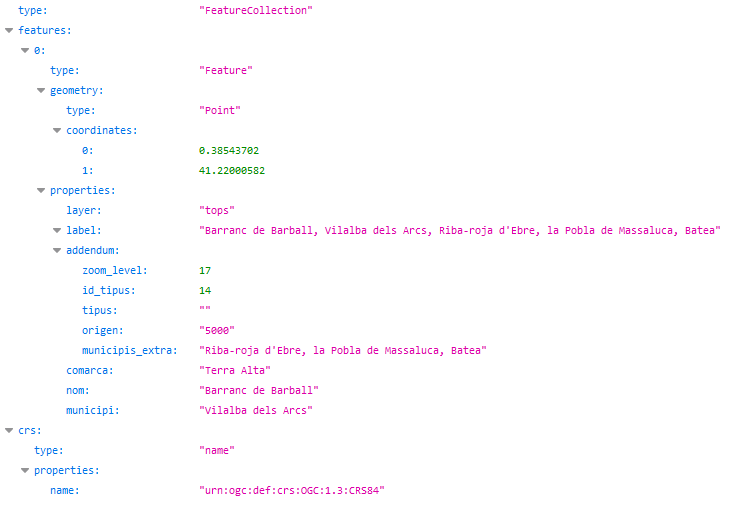 type: "FeatureCollection"
features:
0:
type: "Feature"
geometry:
type: "Point"
coordinates:
0: 0.38543702
1: 41.22000582
properties:
layer: "tops"
label: "Barranc de Barball, Vilalba dels Arcs, Riba-roja d'Ebre, la Pobla de Massaluca, Batea"
addendum:
zoom_level: 17
id_tipus: 14
tipus: ""
origen: "5000"
municipis_extra: "Riba-roja d'Ebre, la Pobla de Massaluca, Batea"
comarca: "Terra Alta"
nom: "Barranc de Barball"
municipi: "Vilalba dels Arcs"
crs:
type: "name"
properties:
name: "urn:ogc:def:crs:OGC:1.3:CRS84"